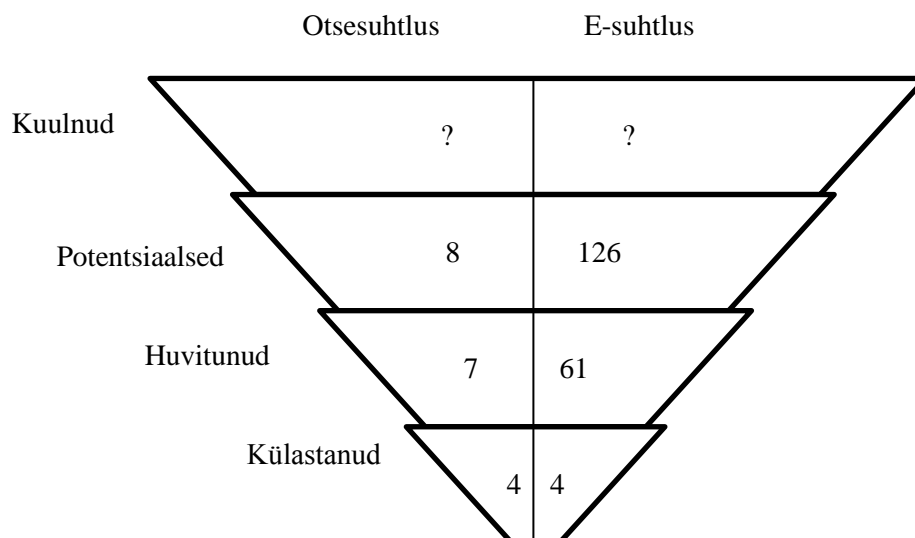 Otsesuhtlus E-suhtlus
Kuulnud ? ?
Potentsiaalsed 8 126
Huvitunud 7 61
Külastanud 4 4